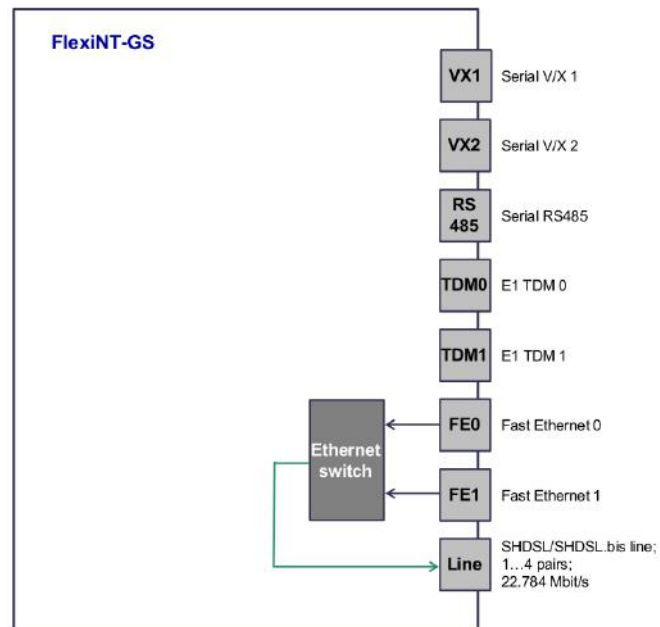 FlexiNT-GS
VX1 Serial V/X 1
VX2 Serial V/X 2
RS
485 Serial RS485
TDM0 E1 TDM 0
TDM1 E1 TDM 1
FE0 Fast Ethernet 0
Ethernet
switch
FE1 Fast Ethernet 1
Line
SHDSL/SHDSL.bis line;
1...4 pairs;
22.784 Mbit/s